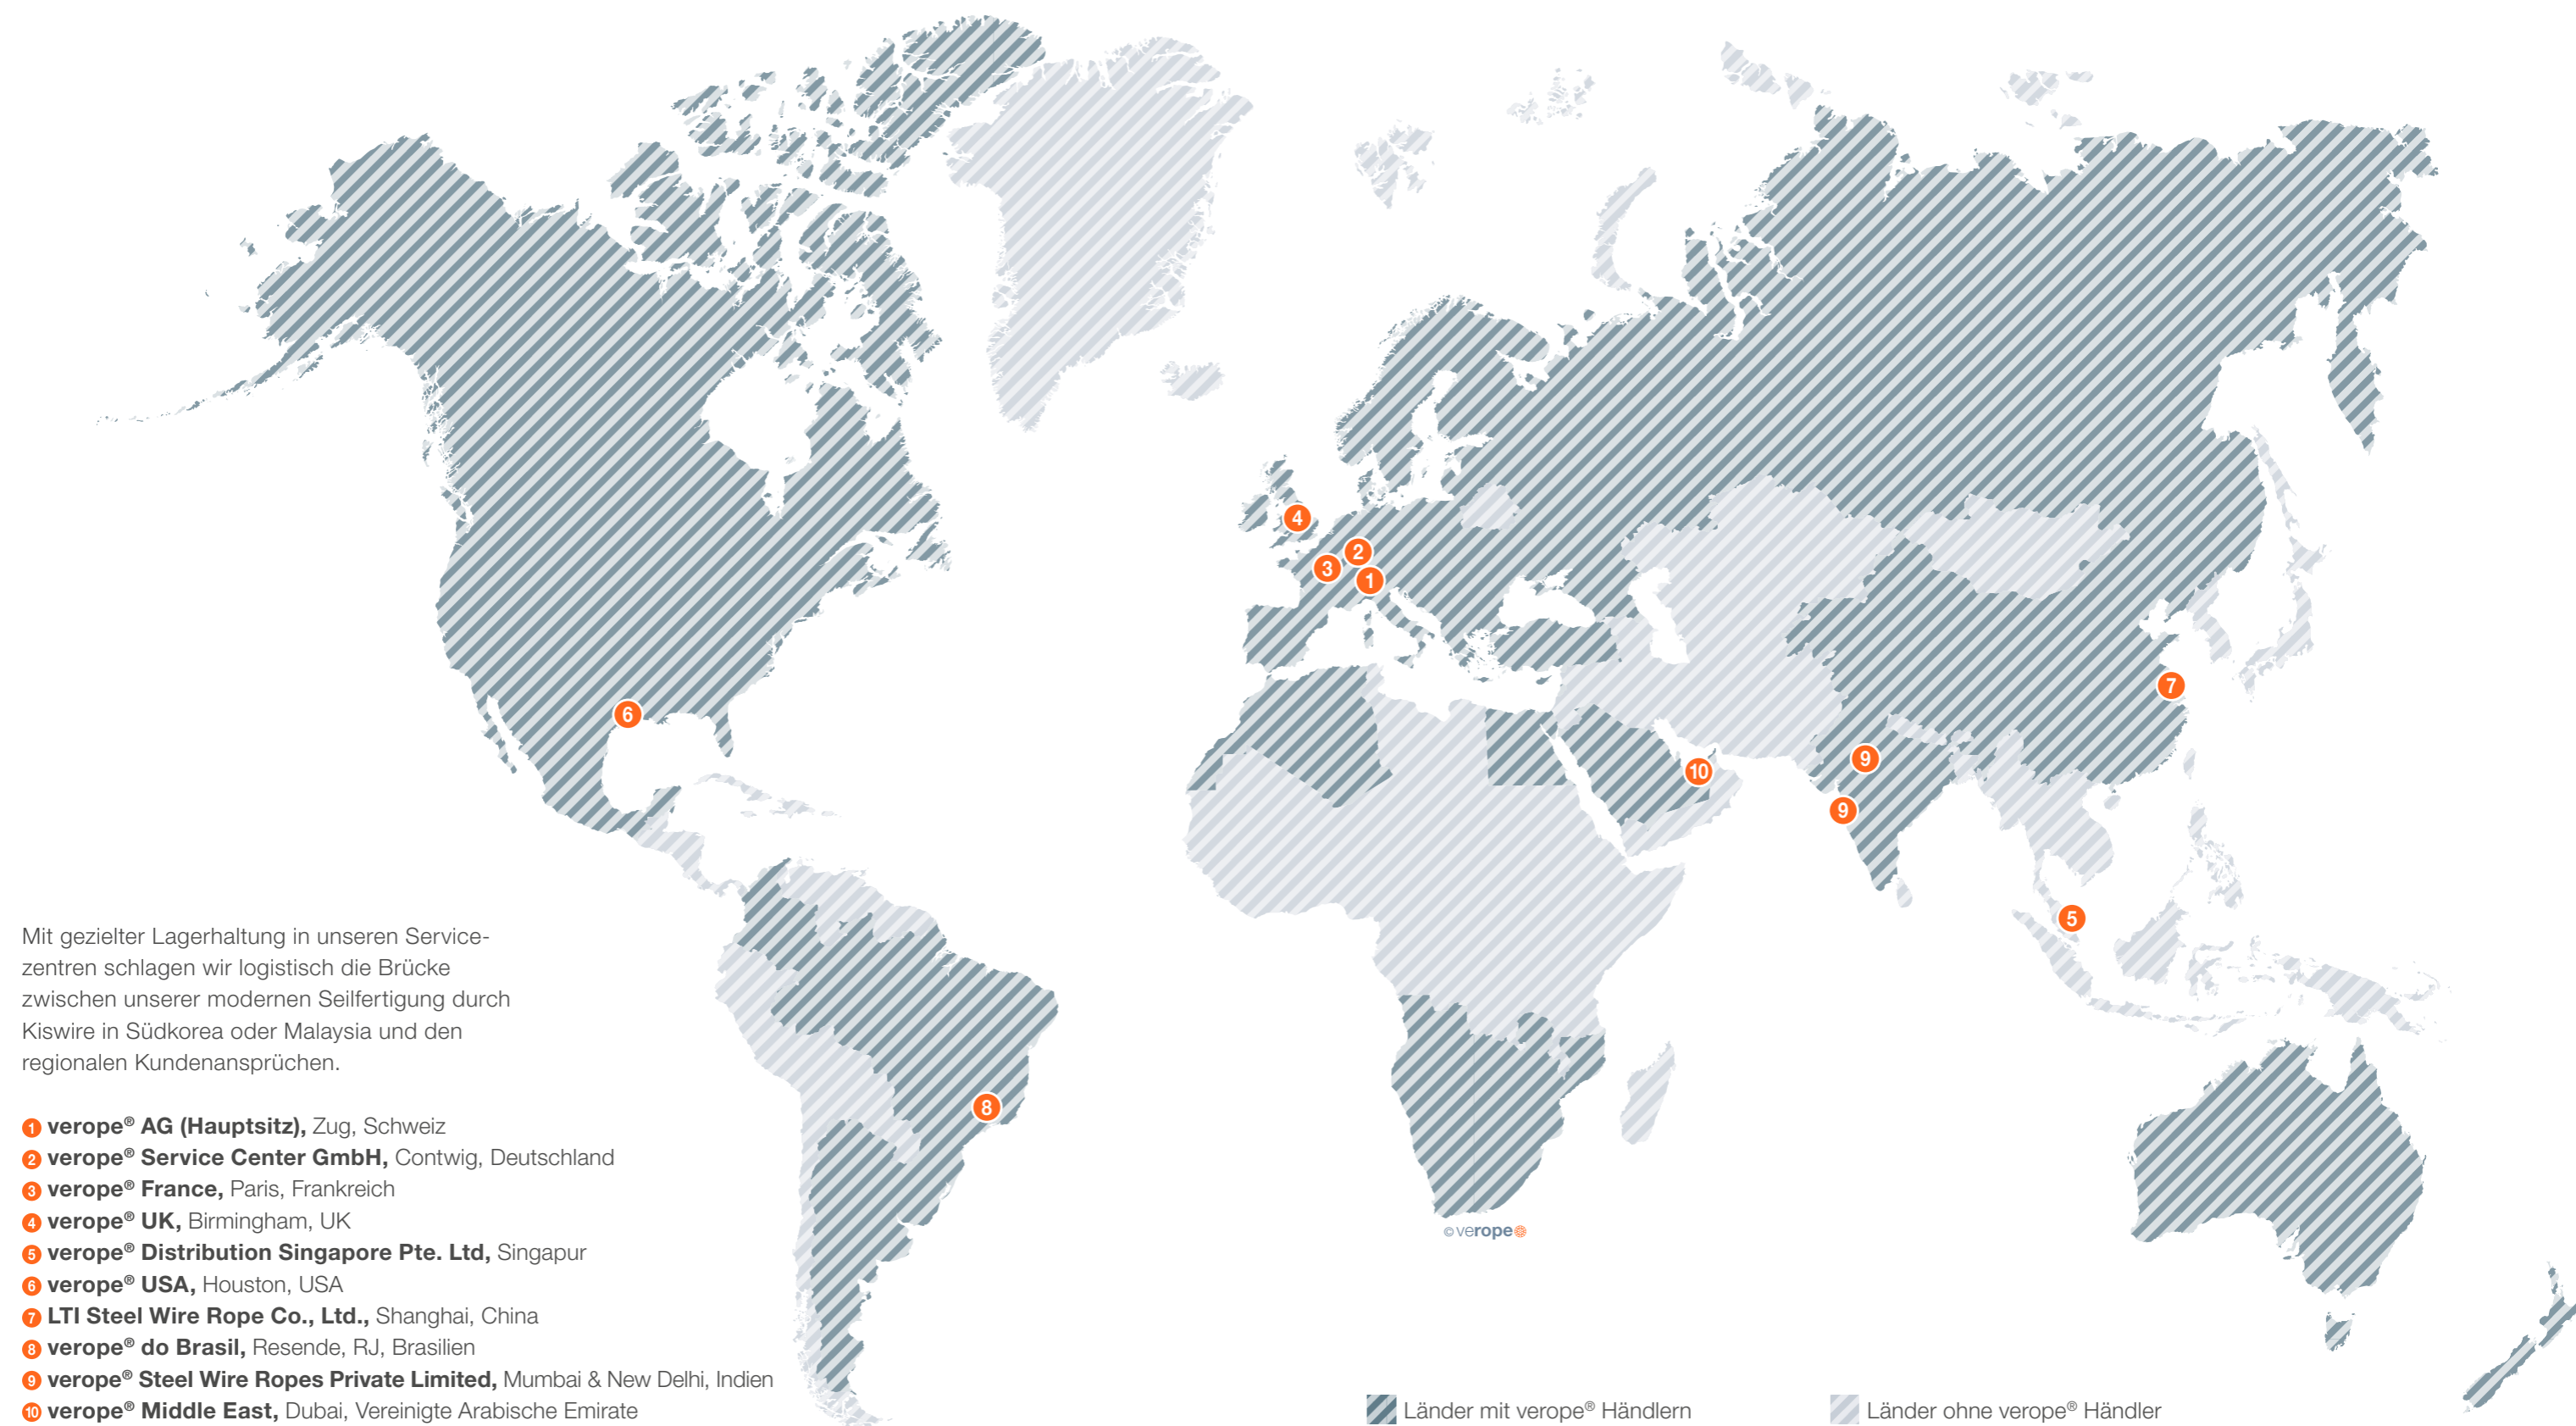 Mit gezielter Lagerhaltung in unseren Service-
zentren schlagen wir logistisch die Brücke
zwischen unserer modernen Seilfertigung durch
Kiswire in Südkorea oder Malaysia und den
regionalen Kundenansprüchen.
1 verope® AG (Hauptsitz), Zug, Schweiz
2 verope® Service Center GmbH, Contwig, Deutschland
3 verope® France, Paris, Frankreich
4 verope® UK, Birmingham, UK
5 verope® Distribution Singapore Pte. Ltd, Singapur
6 verope® USA, Houston, USA
7 LTI Steel Wire Rope Co., Ltd., Shanghai, China
8 verope® do Brasil, Resende, RJ, Brasilien
9 verope® Steel Wire Ropes Private Limited, Mumbai & New Delhi, Indien
10 verope® Middle East, Dubai, Vereinigte Arabische Emirate
4
2
3
1
7
6
9
10
9
5
8
© verope
Länder mit verope® Händlern
Länder ohne verope® Händler